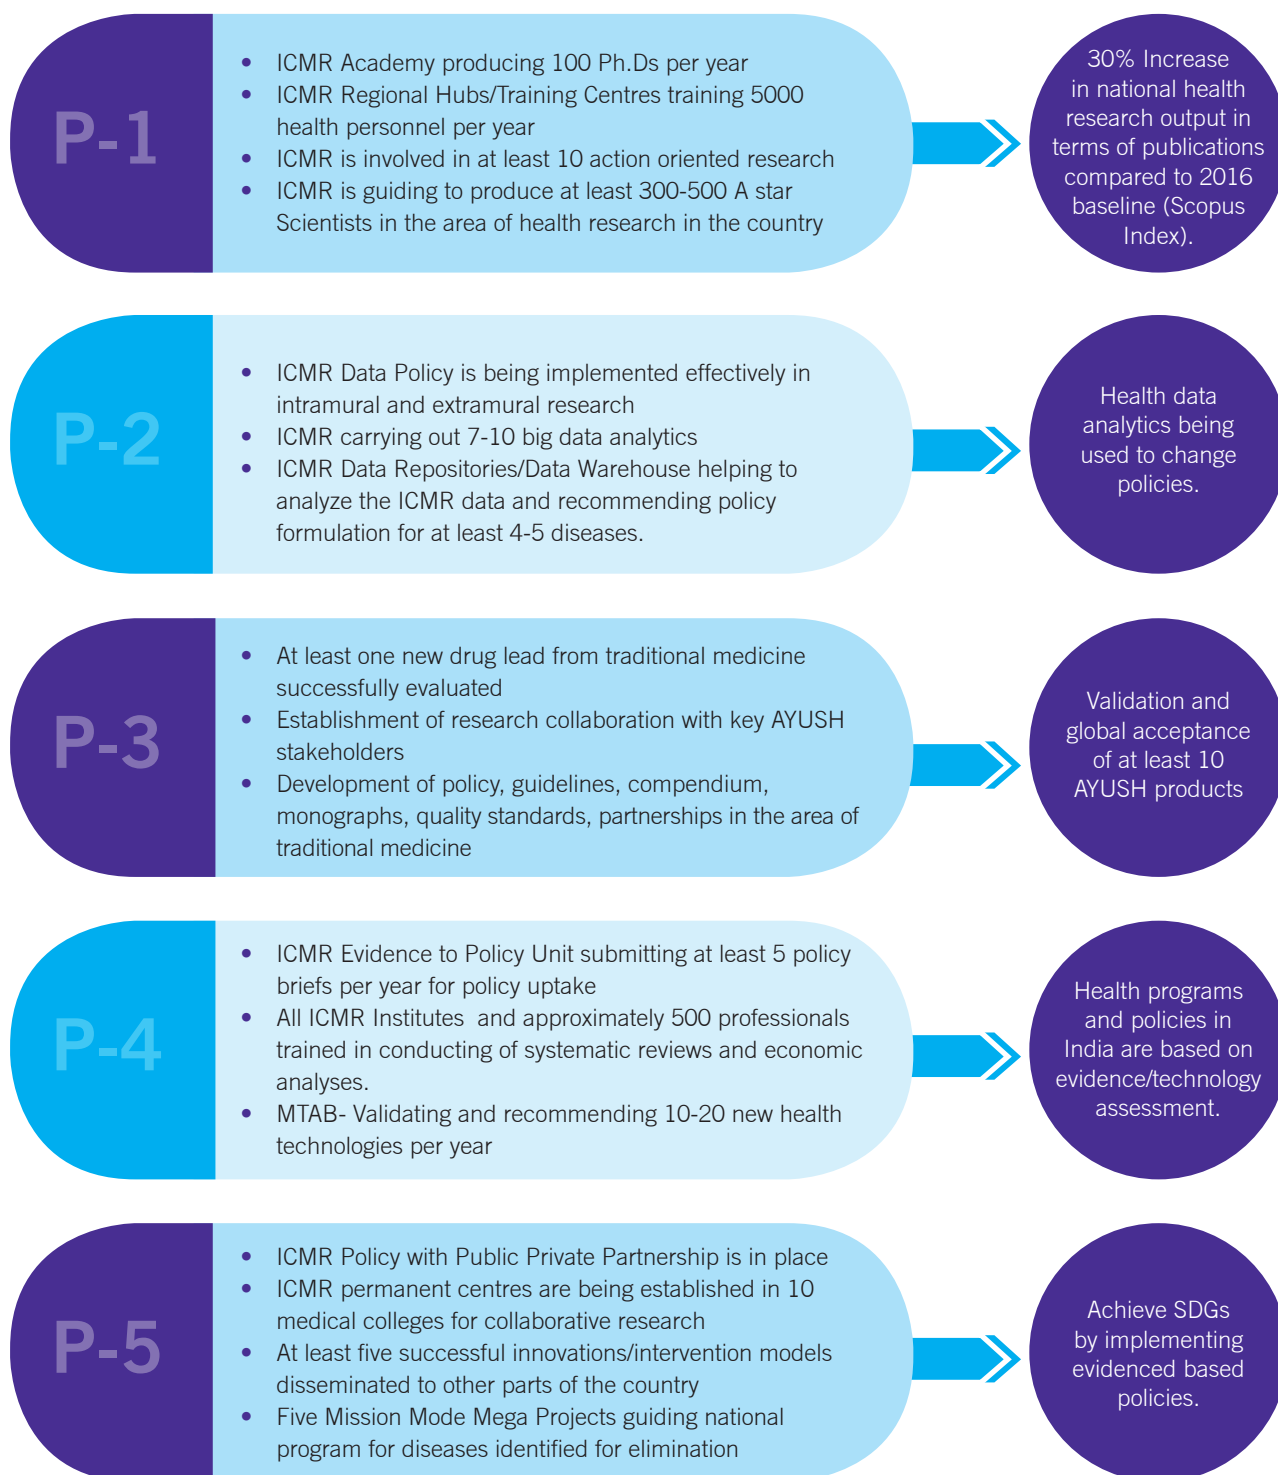 P-1
• ICMR Academy producing 100 Ph.Ds per year
• ICMR Regional Hubs/Training Centres training 5000
health personnel per year
• ICMR is involved in at least 10 action oriented research
• ICMR is guiding to produce at least 300-500 A star
Scientists in the area of health research in the country
30% Increase
in national health
research output in
terms of publications
compared to 2016
baseline (Scopus
Index).
P-2
• ICMR Data Policy is being implemented effectively in
intramural and extramural research
• ICMR carrying out 7-10 big data analytics
• ICMR Data Repositories/Data Warehouse helping to
analyze the ICMR data and recommending policy
formulation for at least 4-5 diseases.
Health data
analytics being
used to change
policies.
P-3
• At least one new drug lead from traditional medicine
successfully evaluated
• Establishment of research collaboration with key AYUSH
stakeholders
• Development of policy, guidelines, compendium,
monographs, quality standards, partnerships in the area of
traditional medicine
Validation and
global acceptance
of at least 10
AYUSH products
P-4
• ICMR Evidence to Policy Unit submitting at least 5 policy
briefs per year for policy uptake
• All ICMR Institutes and approximately 500 professionals
trained in conducting of systematic reviews and economic
analyses.
• MTAB- Validating and recommending 10-20 new health
technologies per year
Health programs
and policies in
India are based on
evidence/technology
assessment.
P-5
• ICMR Policy with Public Private Partnership is in place
• ICMR permanent centres are being established in 10
medical colleges for collaborative research
• At least five successful innovations/intervention models
disseminated to other parts of the country
• Five Mission Mode Mega Projects guiding national
program for diseases identified for elimination
Achieve SDGs
by implementing
evidenced based
policies.